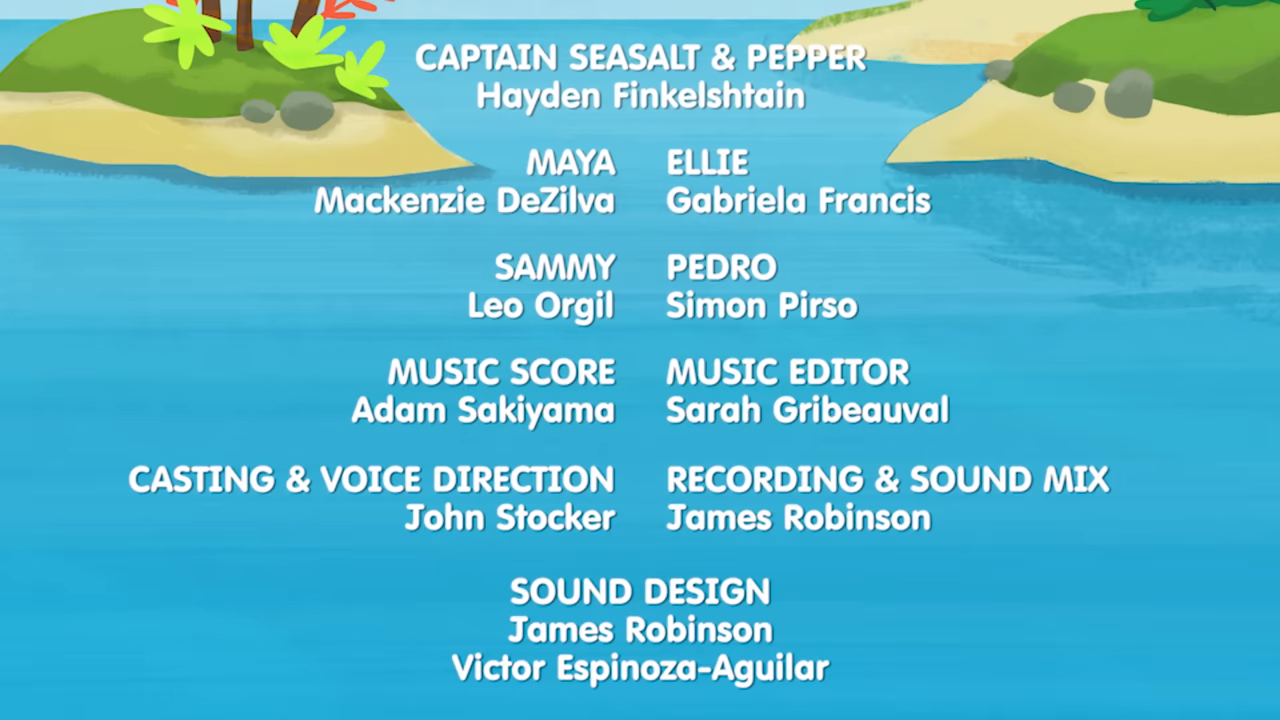 CAPTAIN SEASALT & PEPPER
Hayden Finkelshtain
MAYA
Mackenzie DeZilva
ELLIE
Gabriela Francis
SAMMY
Leo Orgil
PEDRO
Simon Pirso
MUSIC SCORE
Adam Sakiyama
MUSIC EDITOR
Sarah Gribeauval
CASTING & VOICE DIRECTION
John Stocker
RECORDING & SOUND MIX
James Robinson
SOUND DESIGN
James Robinson
Victor Espinoza-Aguilar